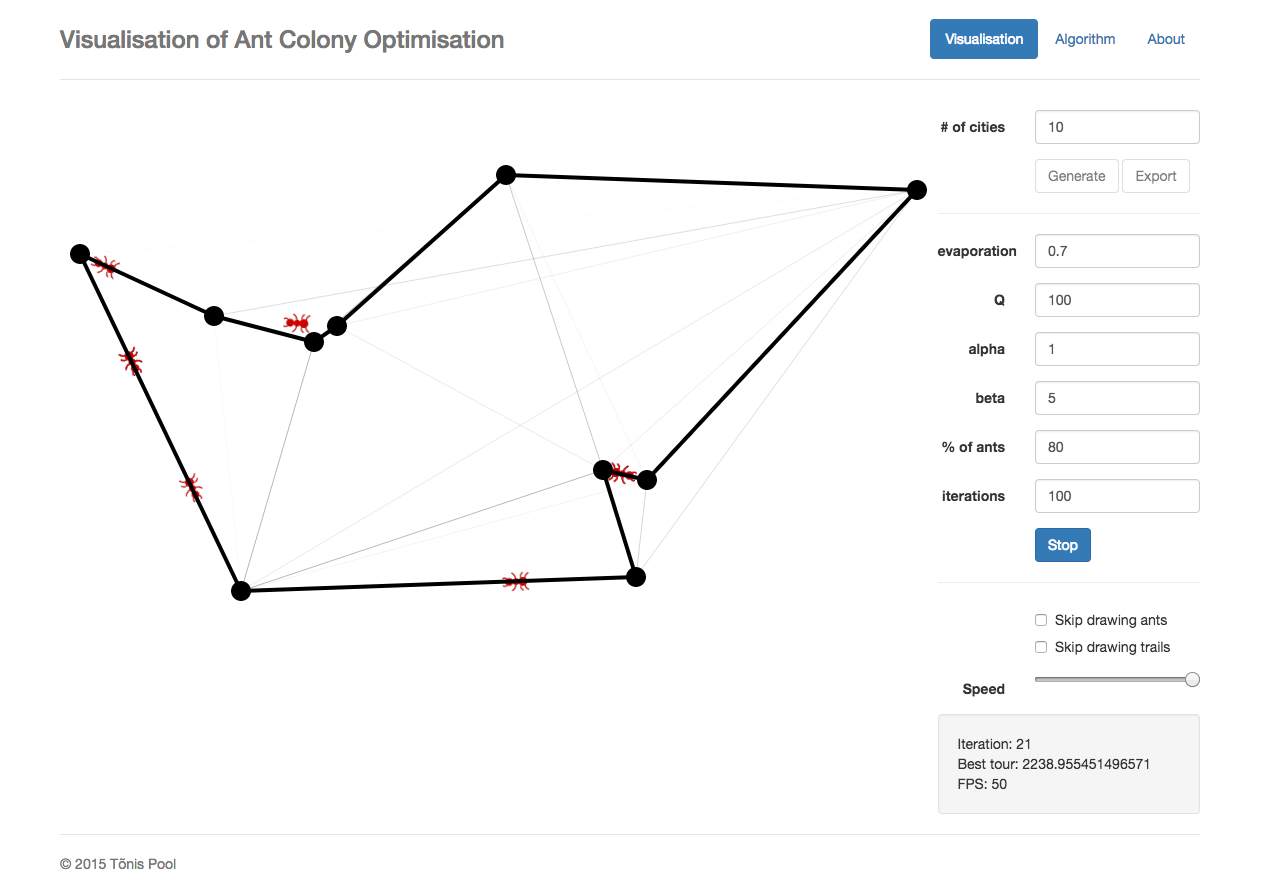 Visualisation of Ant Colony Optimisation
Visualisation Algorithm About
# of cities 10
Generate Export
evaporation 0.7
Q 100
alpha 1
beta 5
% of ants 80
iterations 100
Stop
Skip drawing ants
Skip drawing trails
Speed
Iteration: 21
Best tour: 2238.955451496571
FPS: 50
© 2015 Tõnis Pool